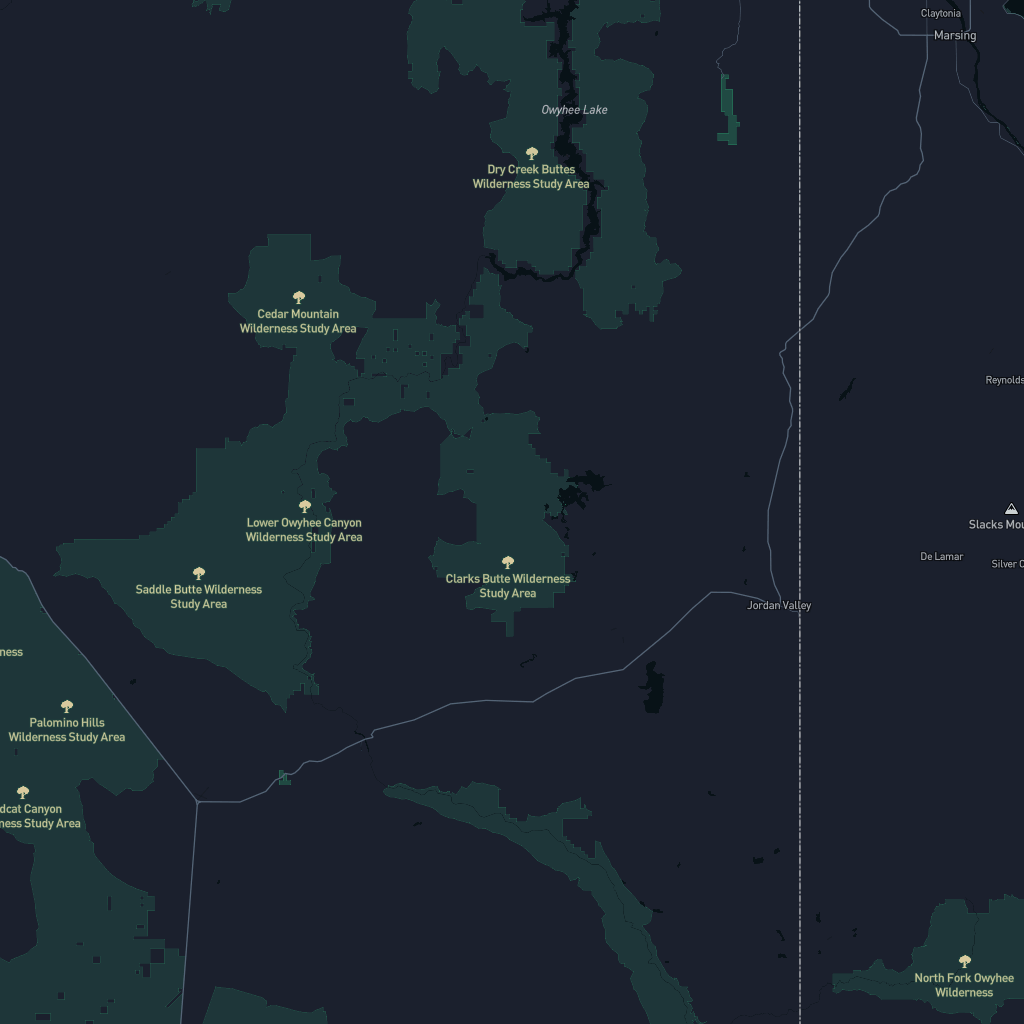 Claytonia
Marsing
Owyhee Lake
Dry Creek Buttes
Wilderness Study Area
Cedar Mountain
Wilderness Study Area
Reynolds
Lower Owyhee Canyon
Wilderness Study Area
Slacks Mou
De Lamar
Silver C
Clarks Butte Wilderness
Study Area
Saddle Butte Wilderness
Study Area
Jordan Valley
ness
Palomino Hills
Wilderness Study Area
dcat Canyon
ness Study Area
North Fork Owyhee
Wilderness